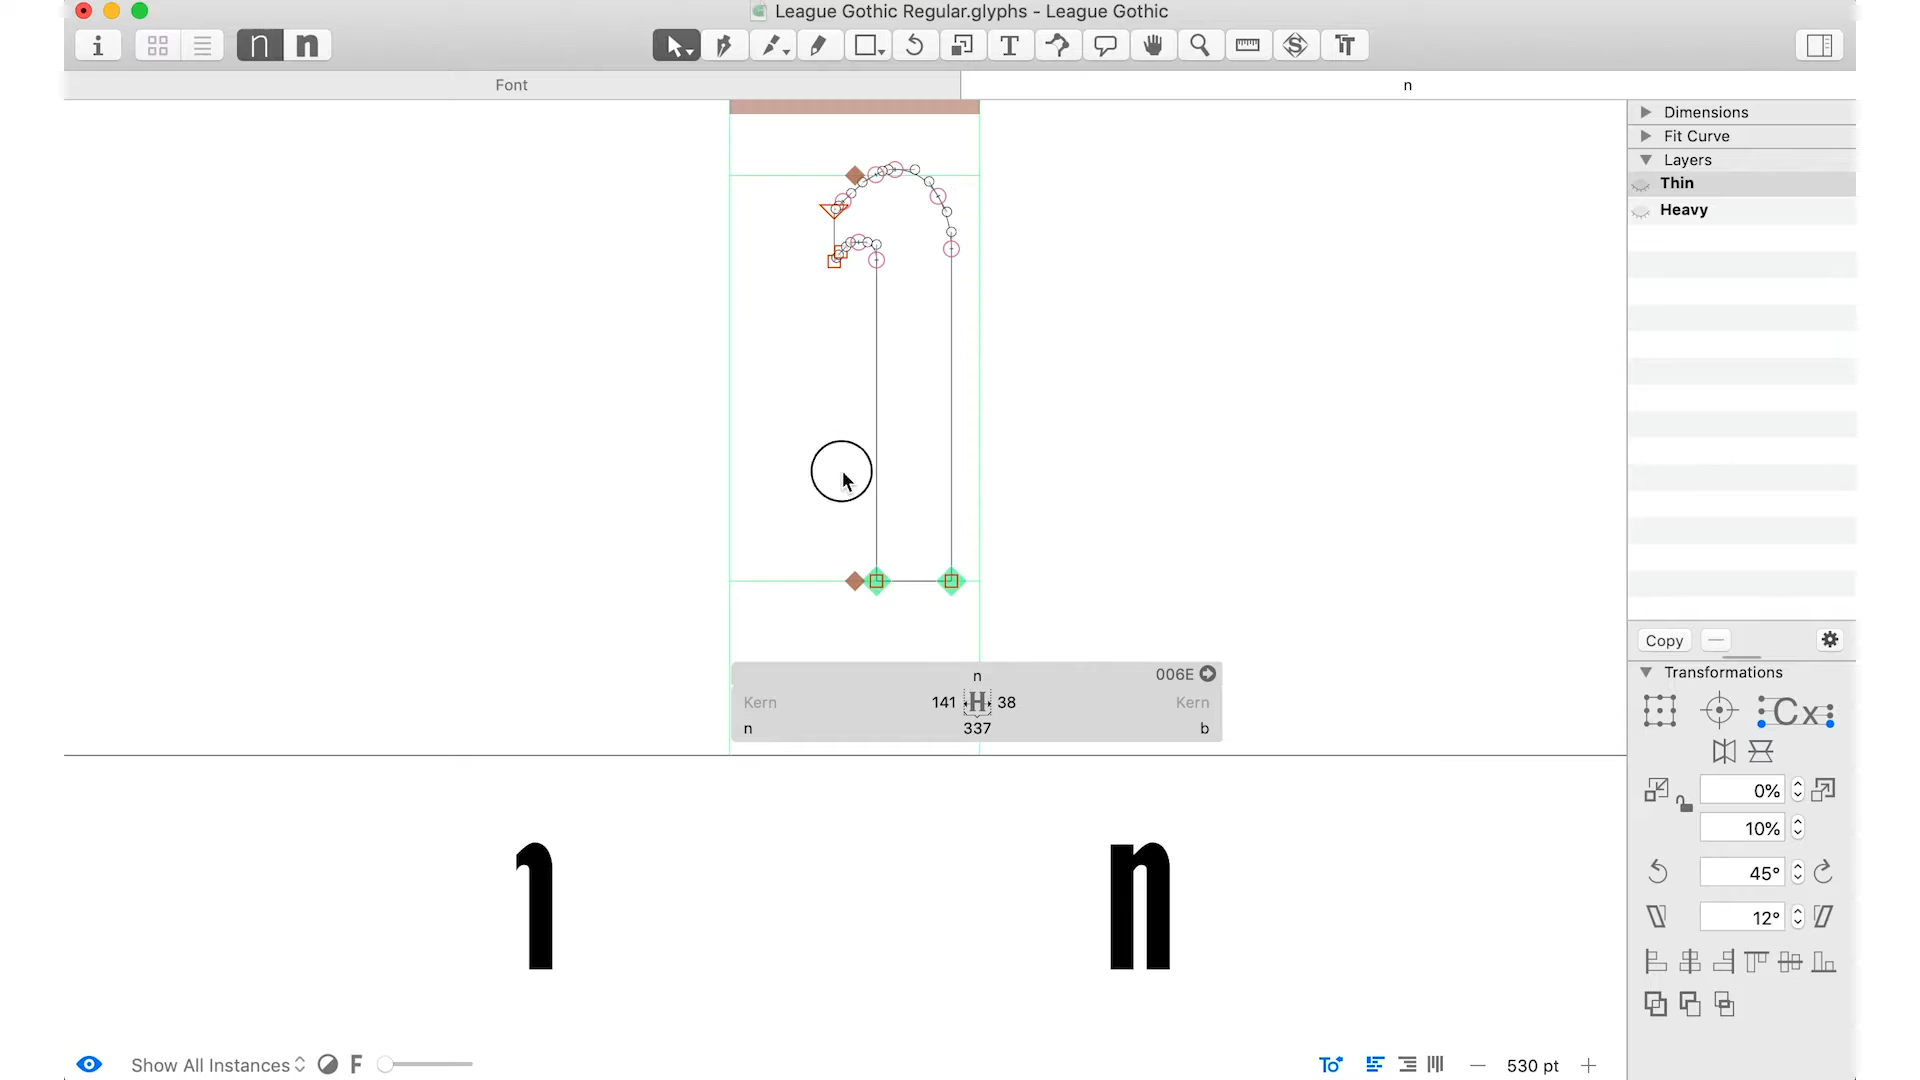 League Gothic Regular.glyphs - League Gothic
n n
T
S
Font
n
Dimensions
Fit Curve
Layers
Thin
Heavy
n
006E
Kern
141
H
38
Kern
n
337
b
Copy
Transformations
Cx
0%
10%
45°
12°
n
Show All Instances
F
530 pt